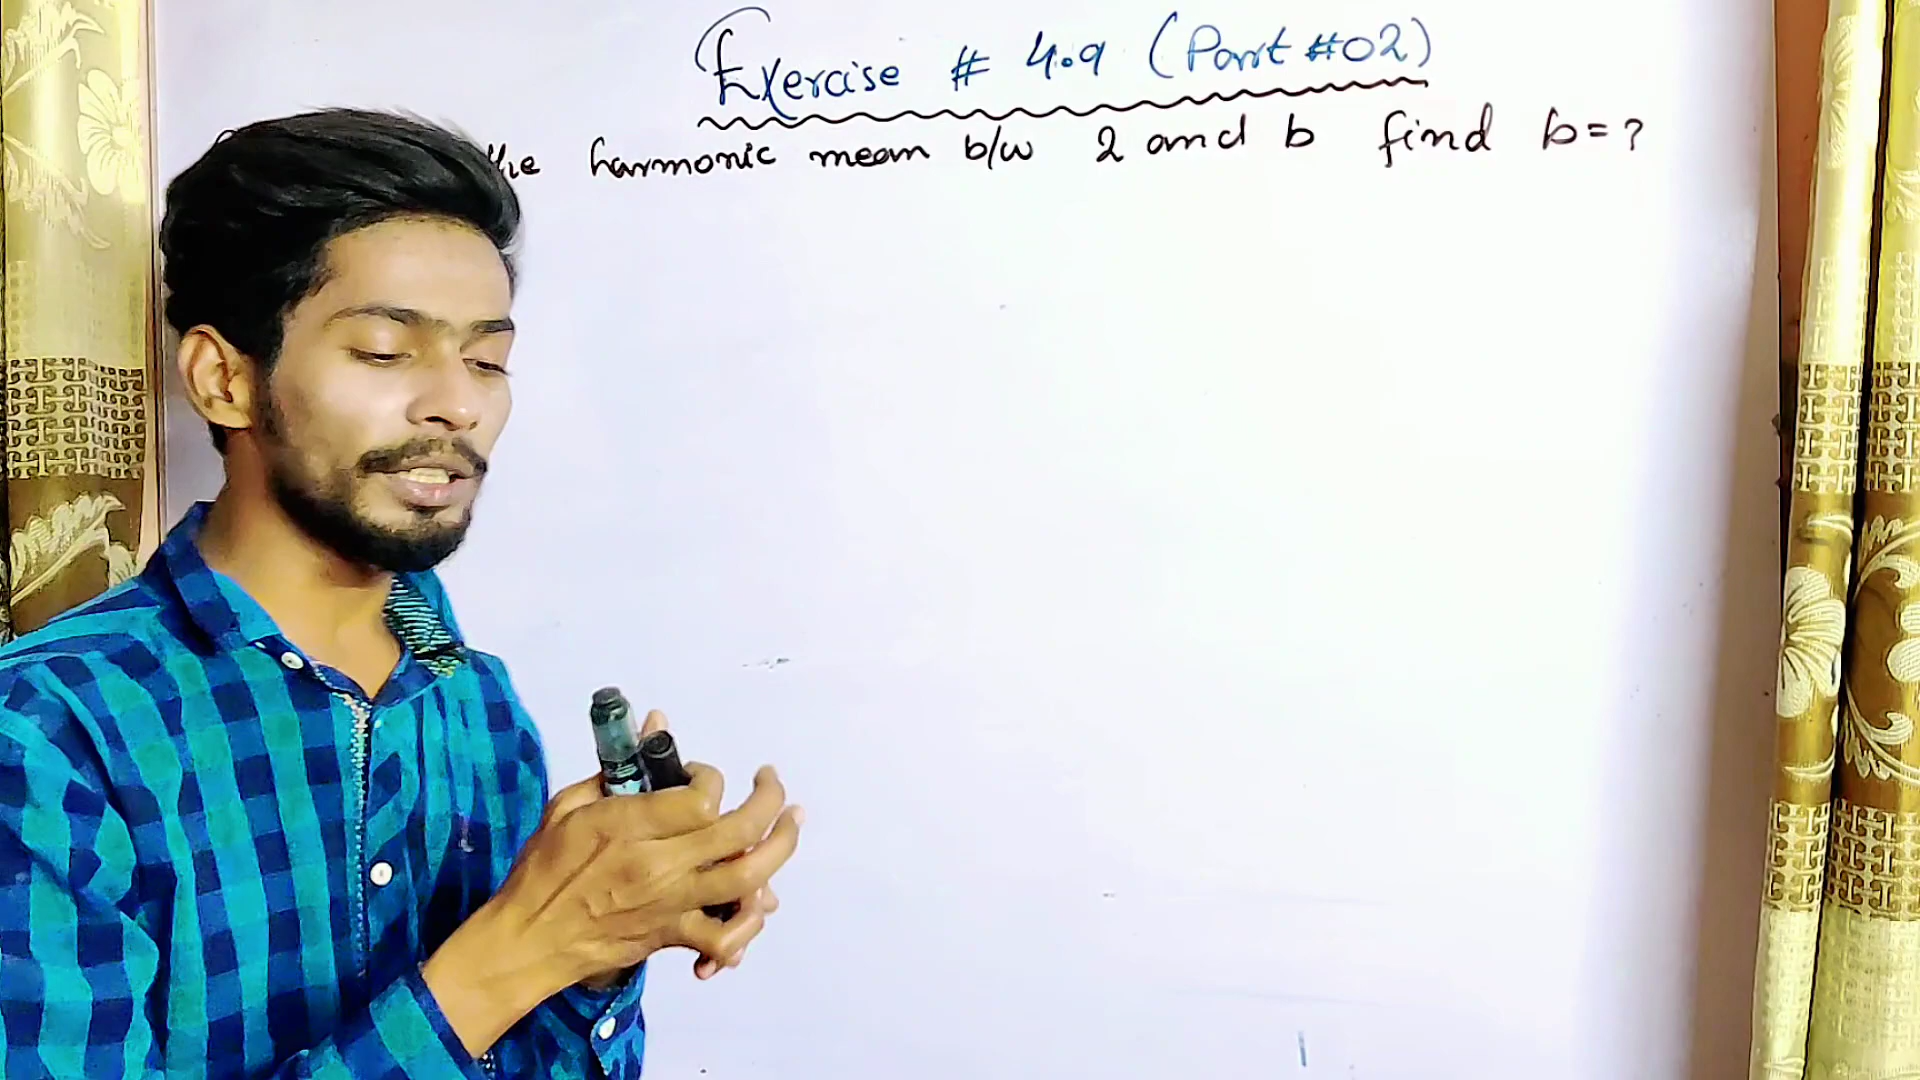 Exercise # 4.9 (Part #02)
the harmonic mean b/w 2 and b find b=?